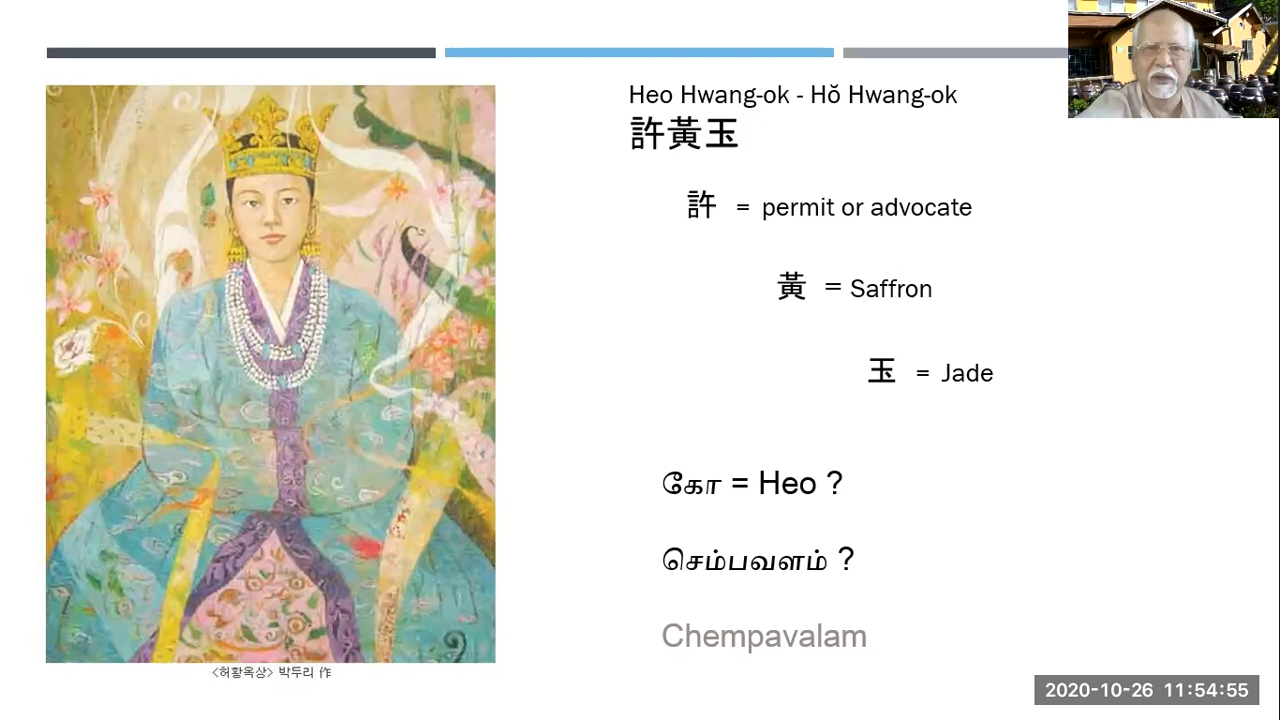 Heo Hwang-ok - Hŏ Hwang-ok
許黃玉
許 = permit or advocate
黃 = Saffron
玉 = Jade
கோ = Heo ?
செம்பவளம் ?
Chempavalam
<허황옥상> 박두리 作
2020-10-26 11:54:55